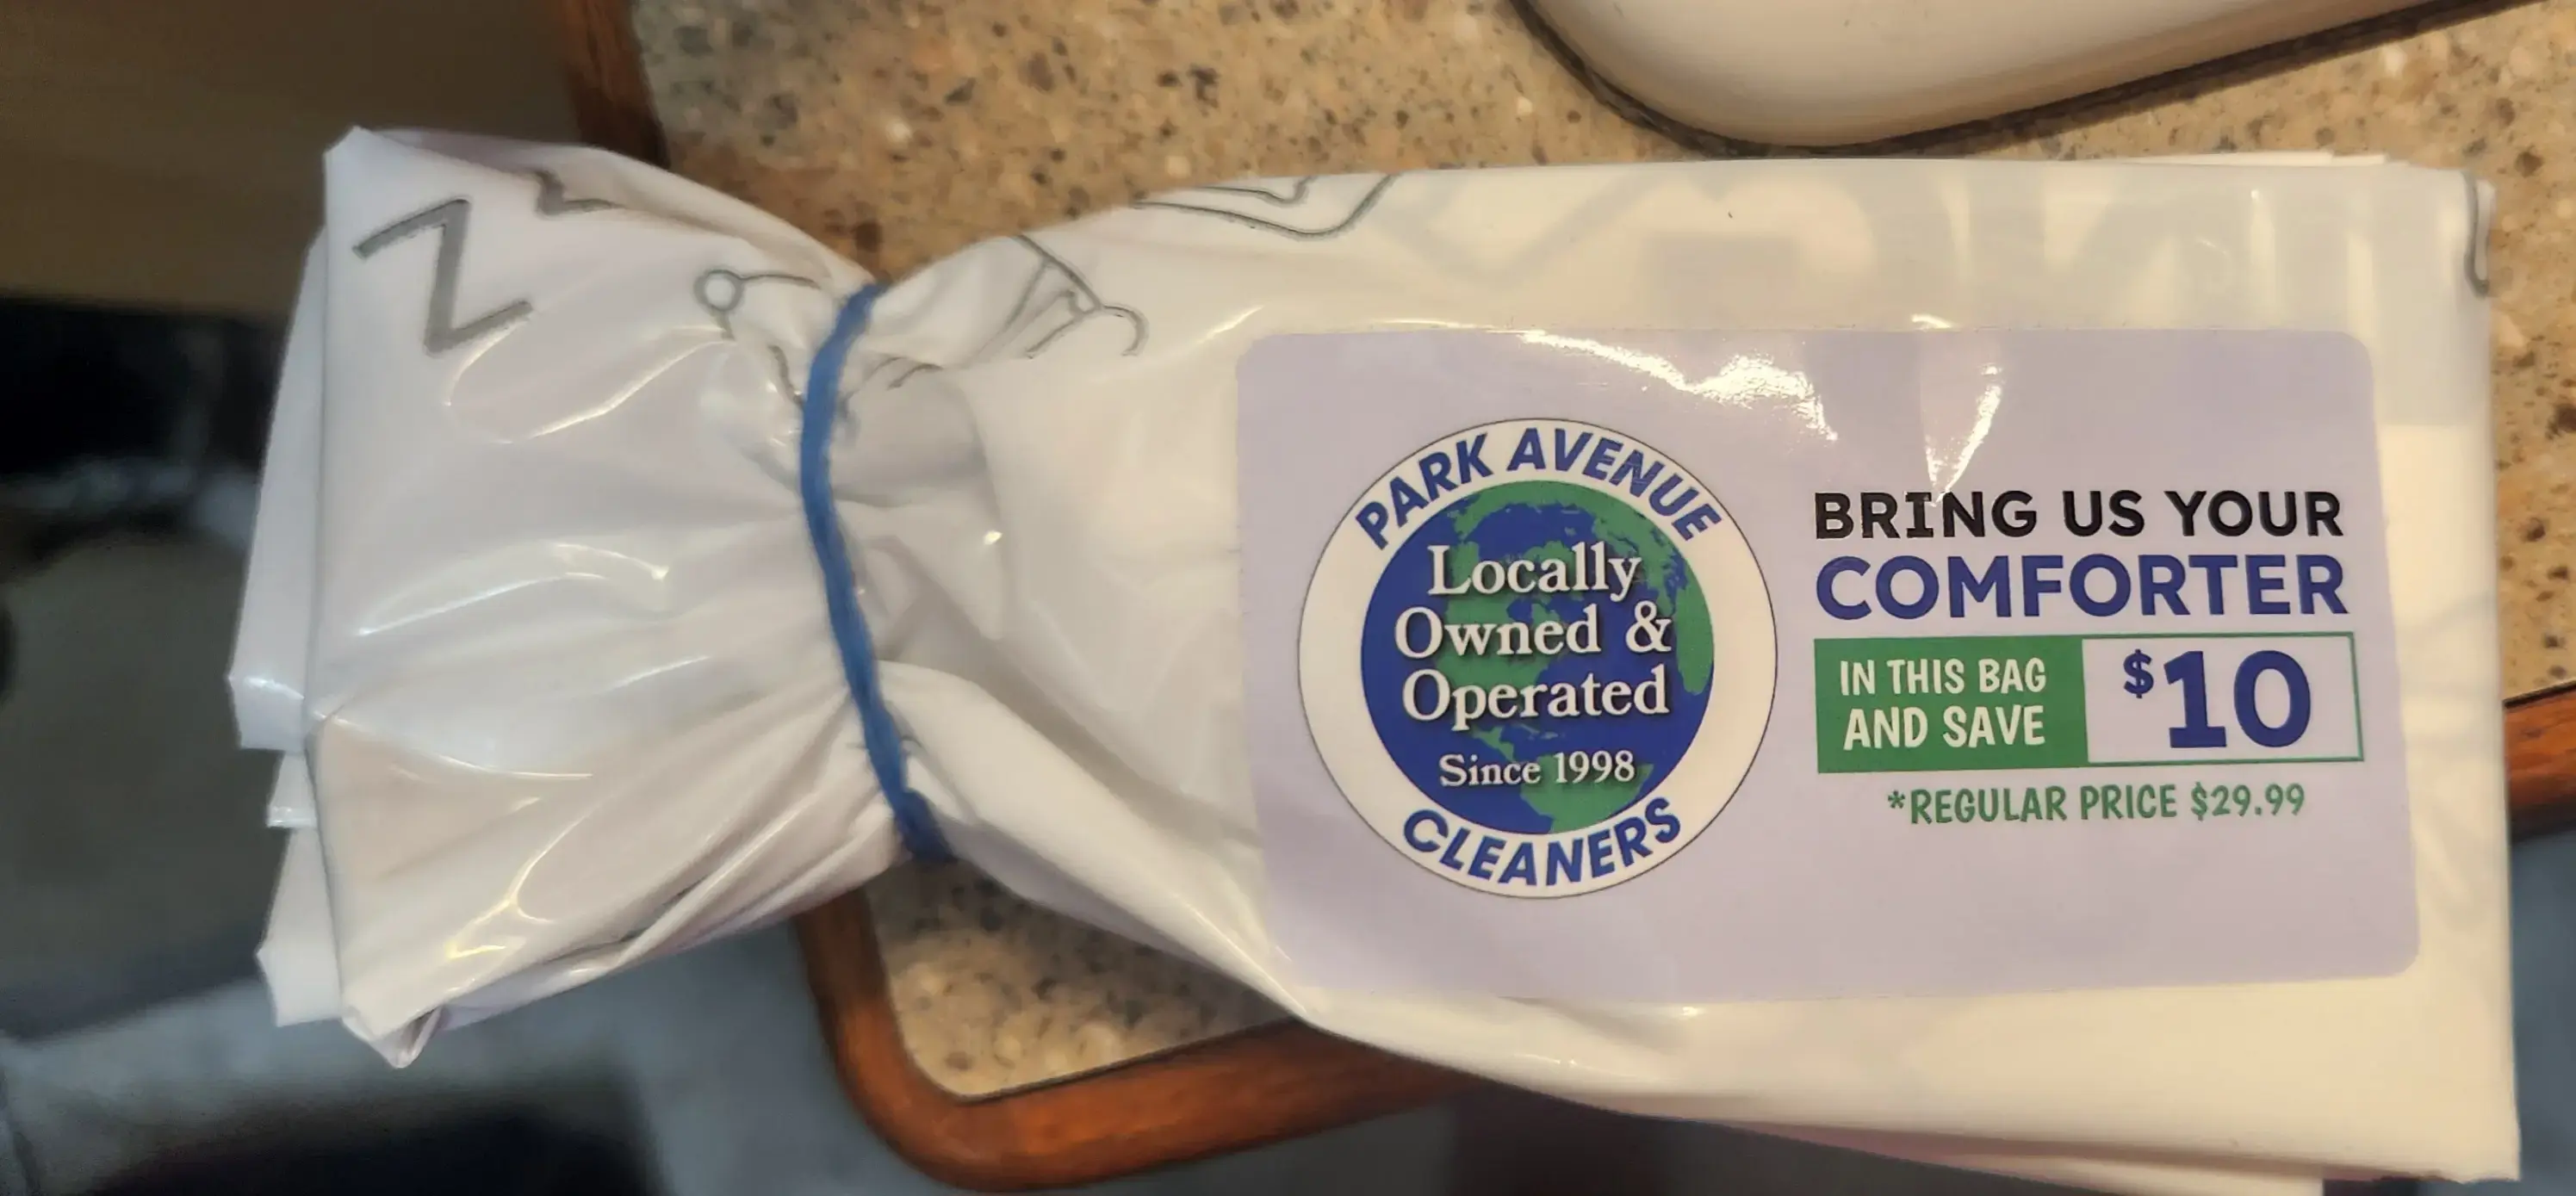 Z
PARK AVENUE
Locally
Owned &
Operated
Since 1998
CLEANERS
BRING US YOUR
COMFORTER
IN THIS BAG
AND SAVE
$10
*REGULAR PRICE $29.99